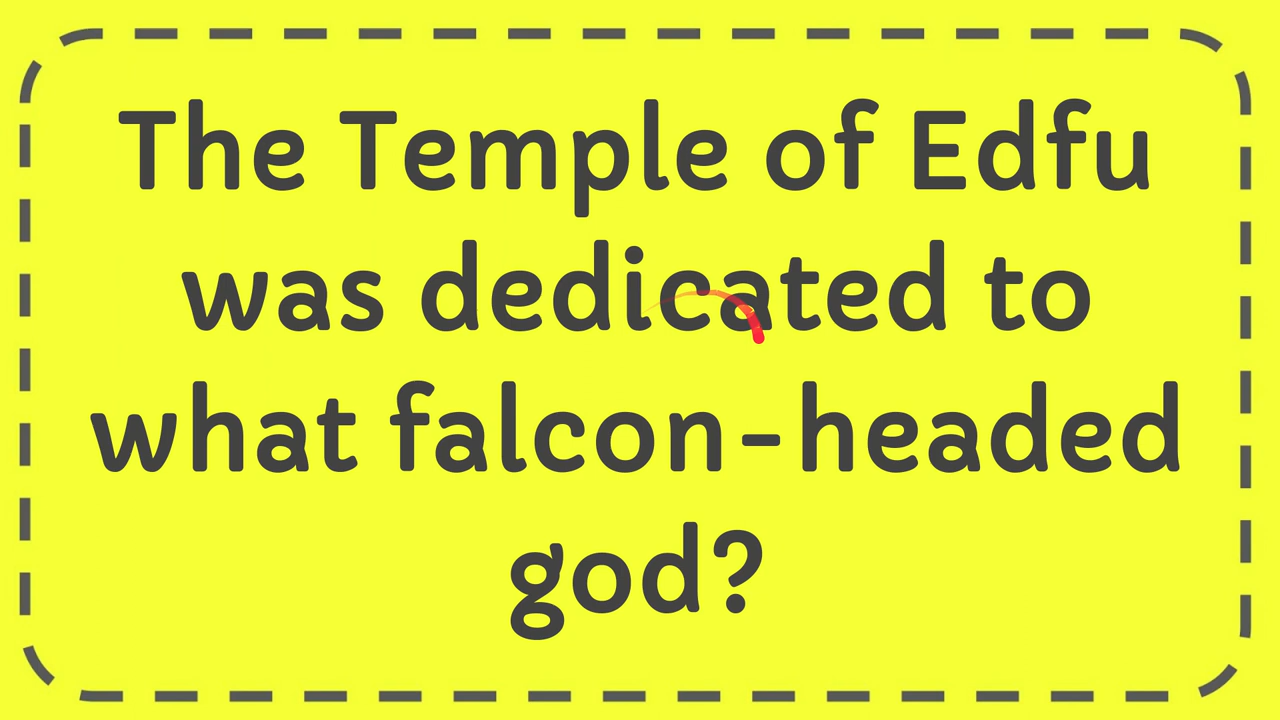 The Temple of Edfu
was dedicated to
what falcon-headed
god?